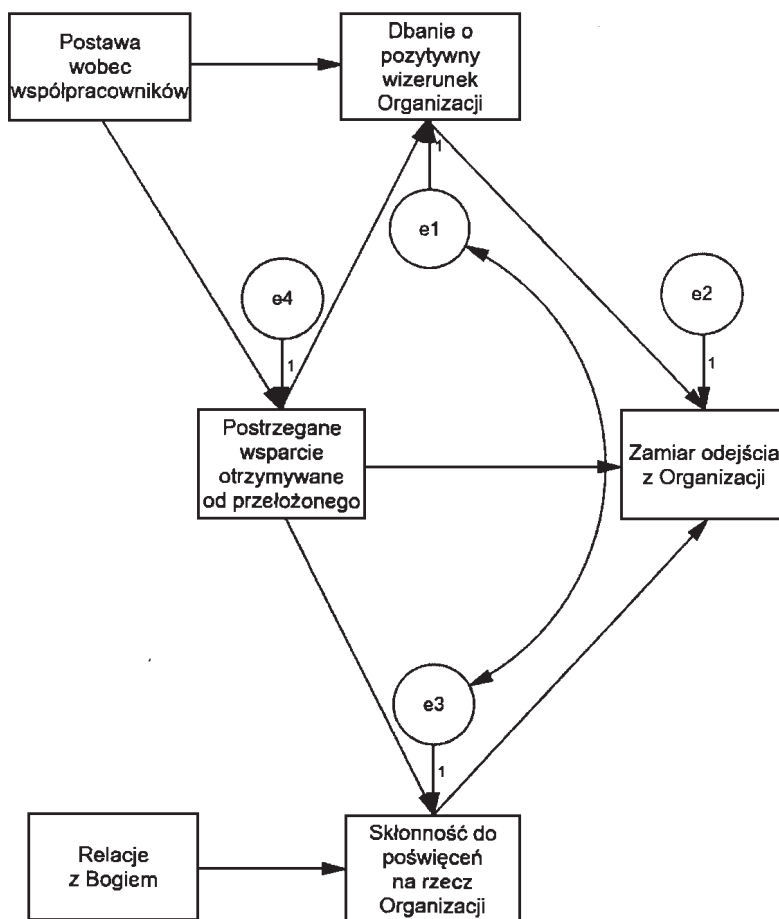 Postawa
wobec
współpracowników
Dbanie o
pozytywny
wizerunek
Organizacji
1
e1
e4
1
e2
1
Postrzegane
wsparcie
otrzymywane
od przełożonego
Zamiar odejścia
z Organizacji
e3
1
Relacje
z Bogiem
Skłonność do
poświęceń
na rzecz
Organizacji